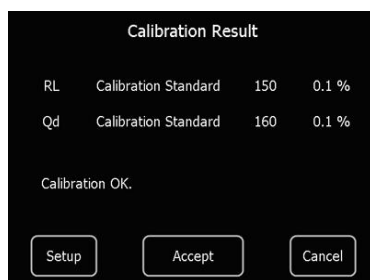 Calibration Result
RL Calibration Standard 150 0.1 %
Qd Calibration Standard 160 0.1 %
Calibration OK.
Setup Accept Cancel